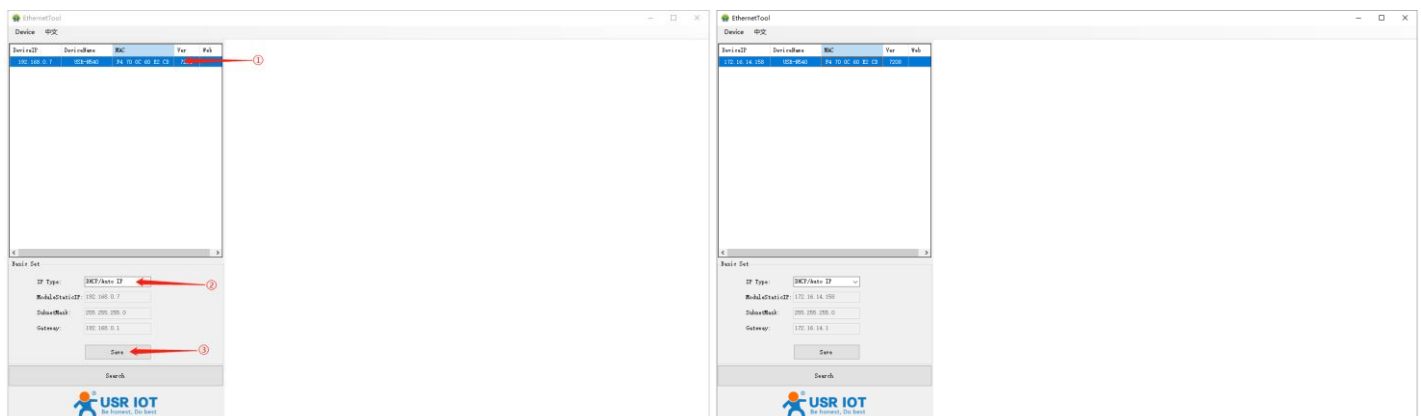 EthernetTool
Device 中文
DeviceIP DeviceName MAC Ver Web
192.168.0.7 USR-M540 F4 70 0C 60 E2 C3 ①
Basic Set
IP Type: DHCP/Auto IP ②
ModuleStaticIP: 192.168.0.7
SubnetMask: 255.255.255.0
Gateway: 192.168.0.1
Save ③
Search
USR IOT
Be honest, Do best
EthernetTool
Device 中文
DeviceIP DeviceName MAC Ver Web
172.16.14.158 USR-M540 F4 70 0C 60 E2 C3 7208
Basic Set
IP Type: DHCP/Auto IP
ModuleStaticIP: 172.16.14.158
SubnetMask: 255.255.255.0
Gateway: 172.16.14.1
Save
Search
USR IOT
Be honest, Do best